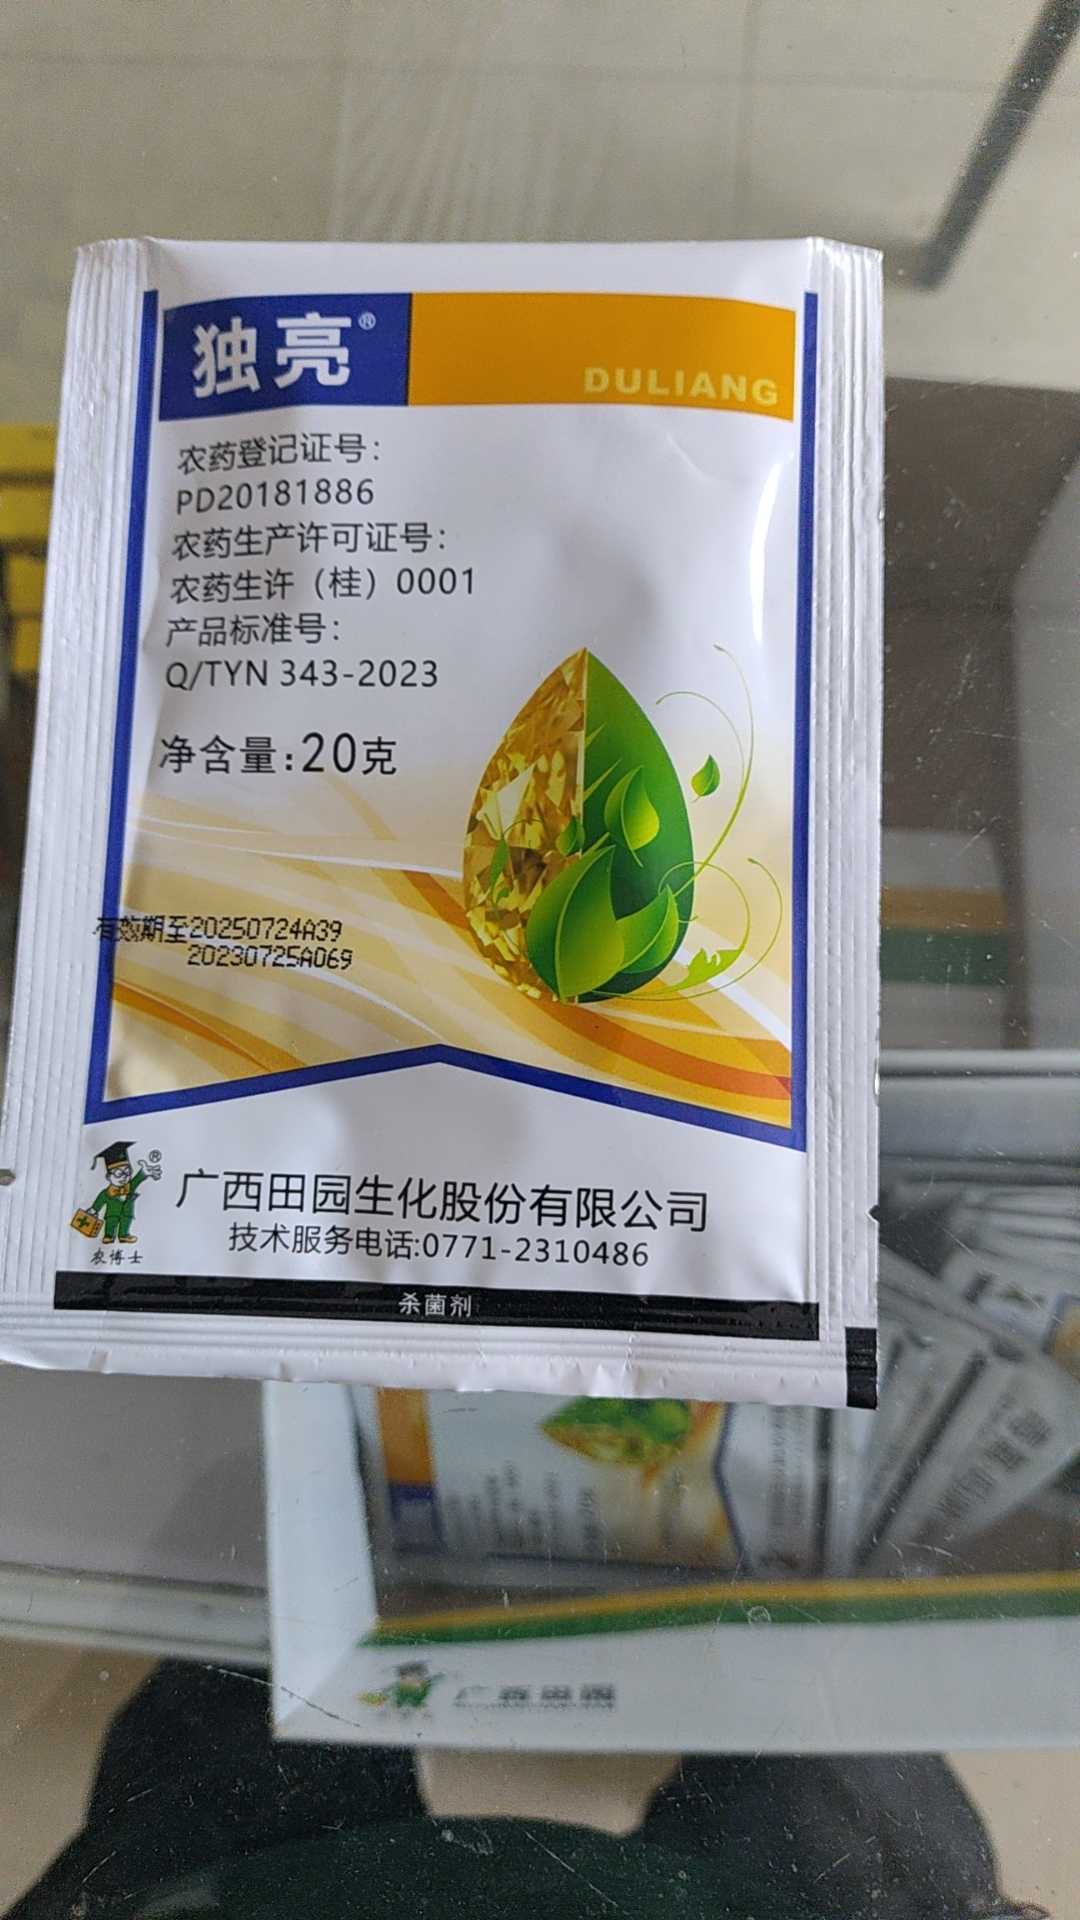 独亮®
DULIANG
农药登记证号：
PD20181886
农药生产许可证号：
农药生许（桂）0001
产品标准号：
Q/TYN 343-2023
净含量:20克
有效期至20250724A39
20230725A069
®
农博士
广西田园生化股份有限公司
技术服务电话:0771-2310486
杀菌剂
广西田园